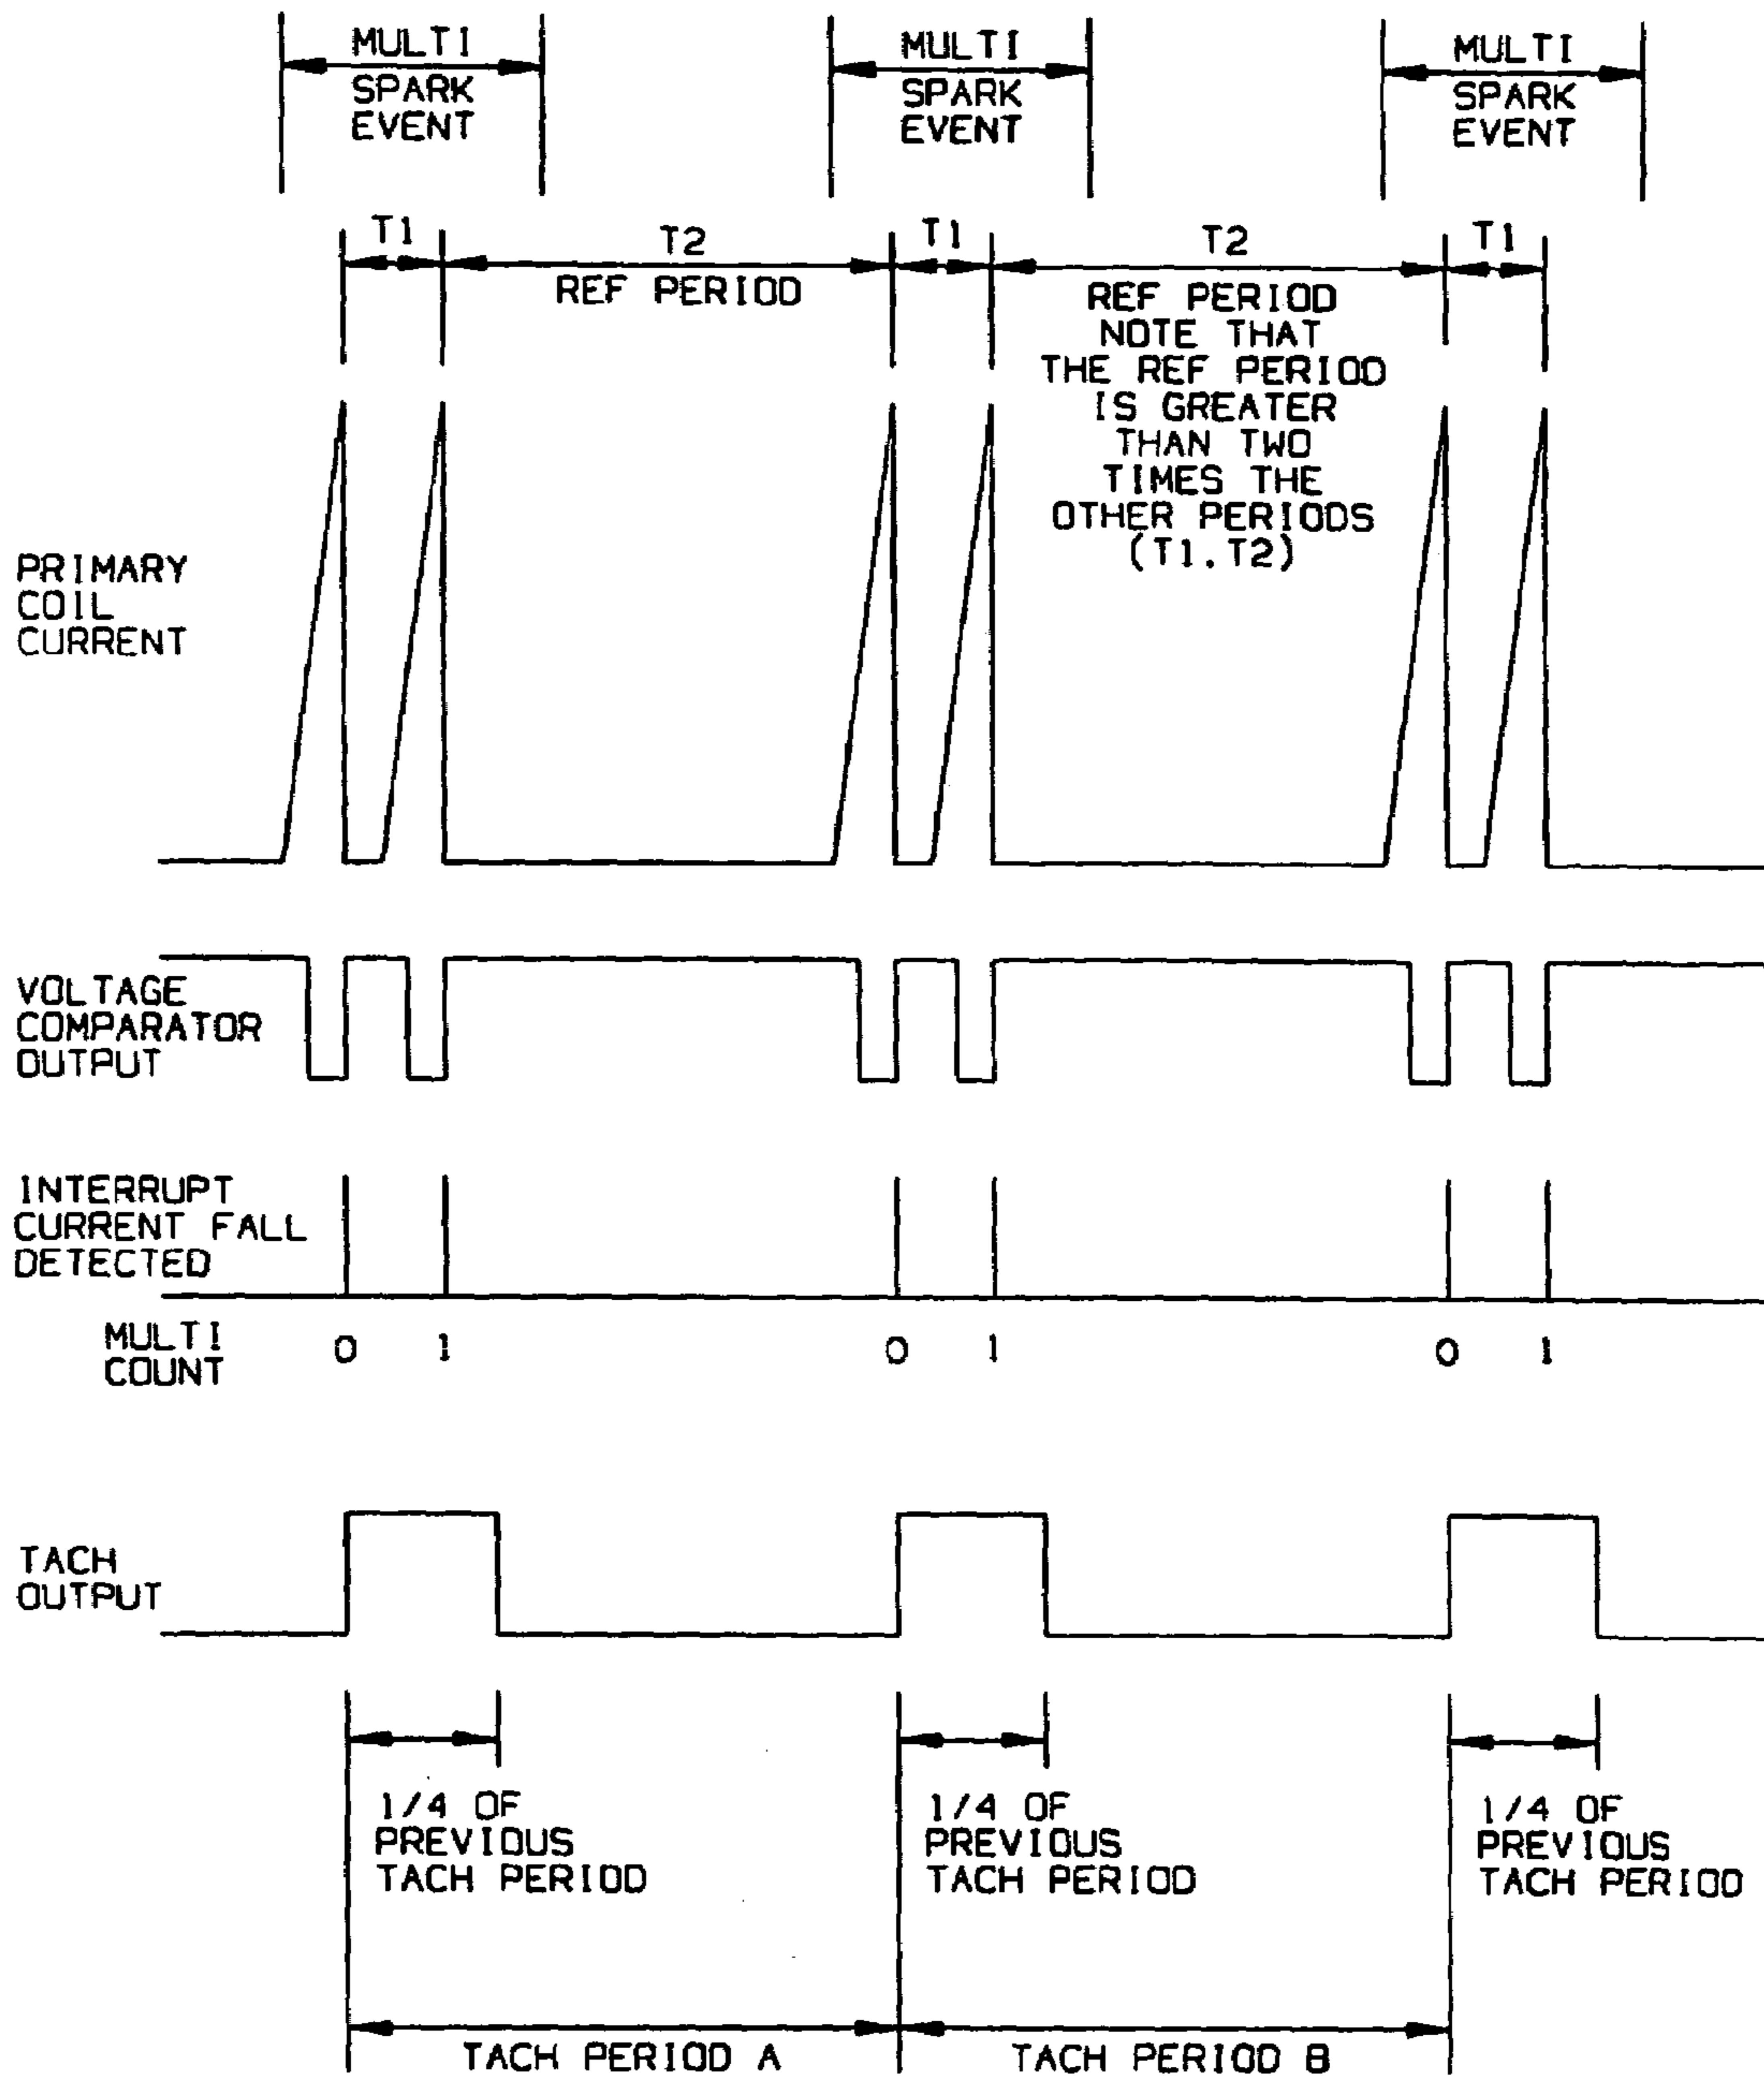 MULTI
SPARK
EVENT
MULTI
SPARK
EVENT
MULTI
SPARK
EVENT
T1
T2
REF PERIOD
T1
T2
REF PERIOD
NOTE THAT
THE REF PERIOD
IS GREATER
THAN TWO
TIMES THE
OTHER PERIODS
(T1.T2)
T1
PRIMARY
COIL
CURRENT
VOLTAGE
COMPARATOR
OUTPUT
INTERRUPT
CURRENT FALL
DETECTED
MULTI
COUNT
0 1 0 1 0 1
TACH
OUTPUT
1/4 OF
PREVIOUS
TACH PERIOD
1/4 OF
PREVIOUS
TACH PERIOD
1/4 OF
PREVIOUS
TACH PERIOD
TACH PERIOD A
TACH PERIOD B